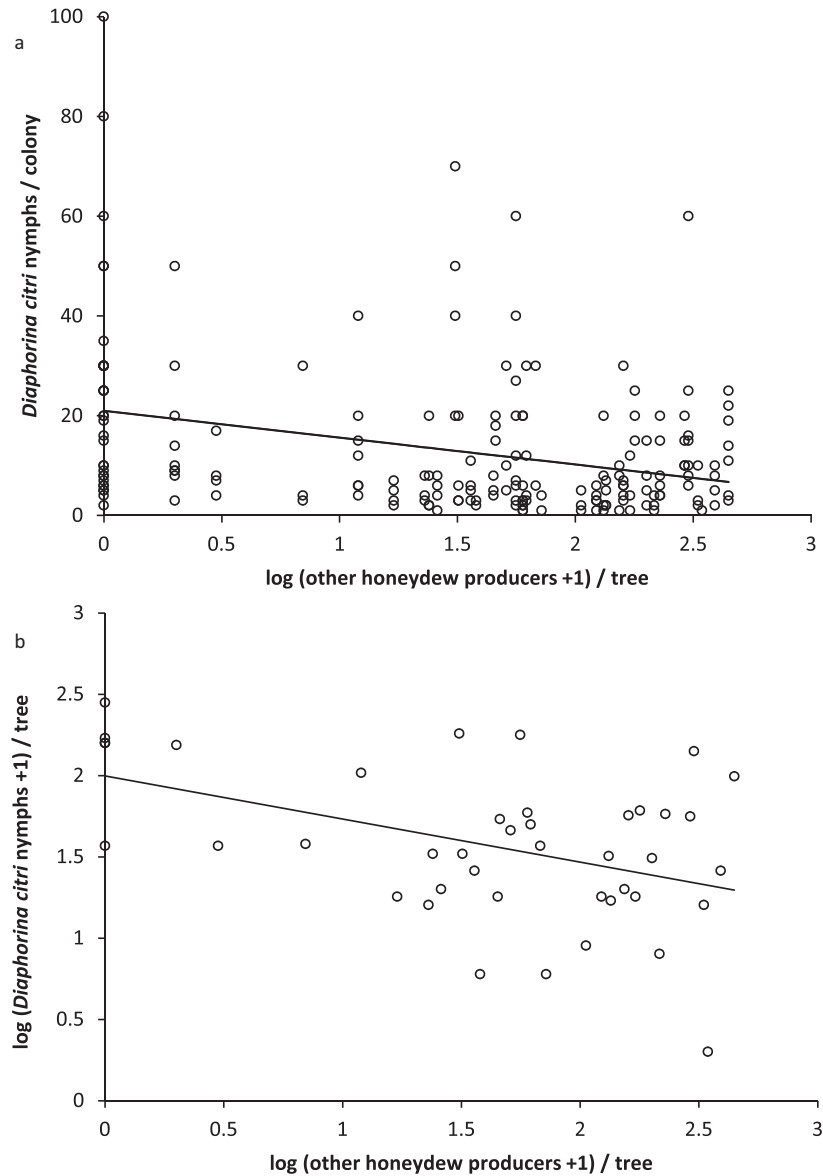 a
100
80
60
40
20
0
Diaphorina citri nymphs / colony
0 0.5 1 1.5 2 2.5 3
log (other honeydew producers +1) / tree
b
3
2.5
2
1.5
1
0.5
0
log (Diaphorina citri nymphs +1) / tree
0 0.5 1 1.5 2 2.5 3
log (other honeydew producers +1) / tree